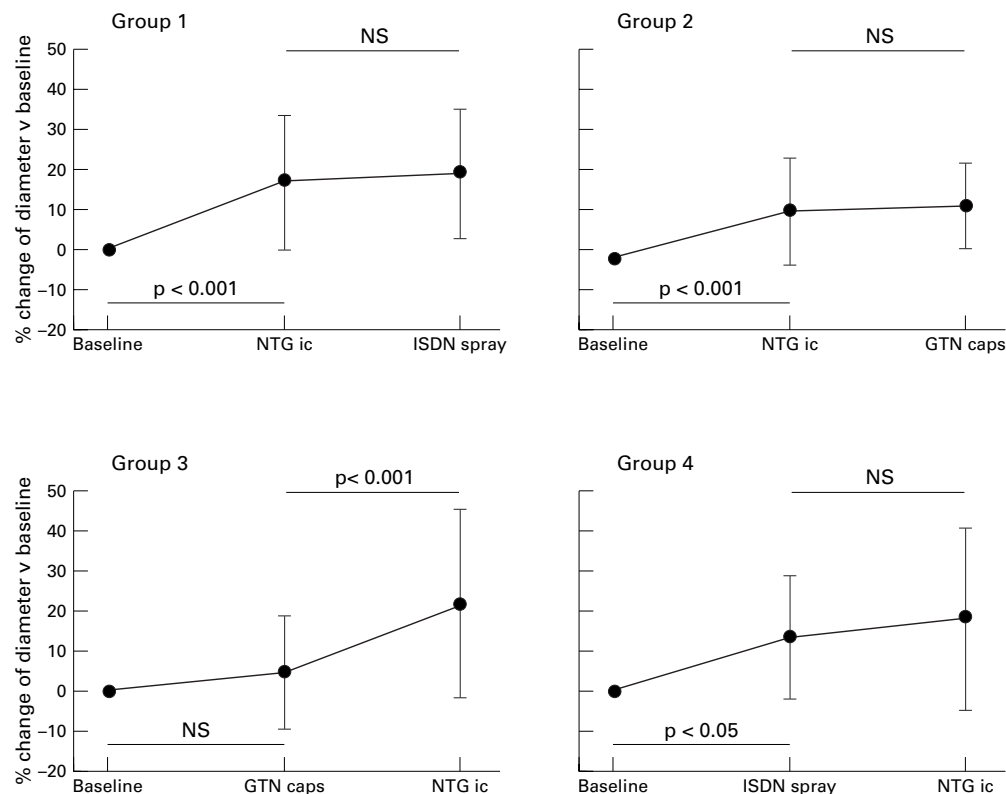 Group 1
NS
% change of diameter v baseline
50
40
30
20
10
0
–10
–20
p < 0.001
Baseline NTG ic ISDN spray
Group 2
NS
p < 0.001
Baseline NTG ic GTN caps
Group 3
p< 0.001
% change of diameter v baseline
50
40
30
20
10
0
–10
–20
NS
Baseline GTN caps NTG ic
Group 4
NS
p < 0.05
Baseline ISDN spray NTG ic